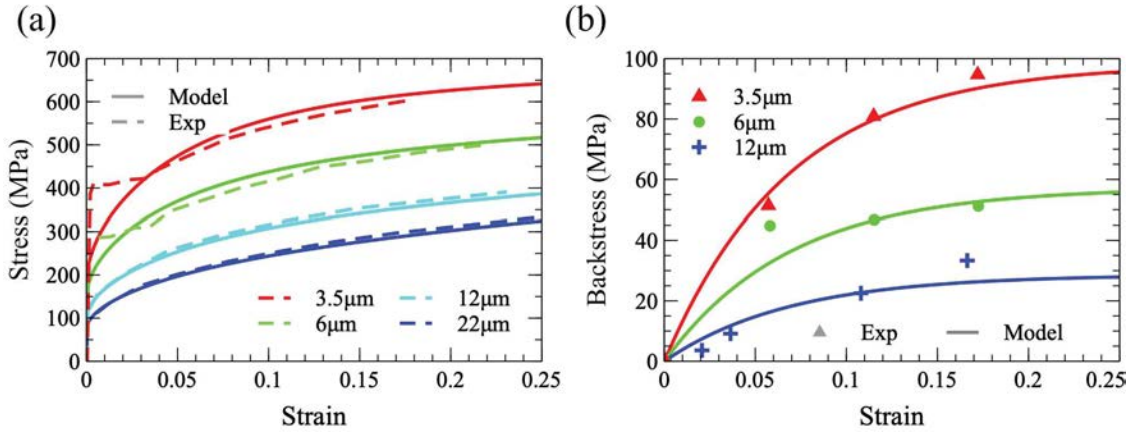 (a)
700
600
500
400
300
200
100
0
Stress (MPa)
Model
Exp
3.5μm
6μm
12μm
22μm
0 0.05 0.1 0.15 0.2 0.25
Strain
(b)
100
80
60
40
20
0
Backstress (MPa)
3.5μm
6μm
12μm
Exp Model
0 0.05 0.1 0.15 0.2 0.25
Strain